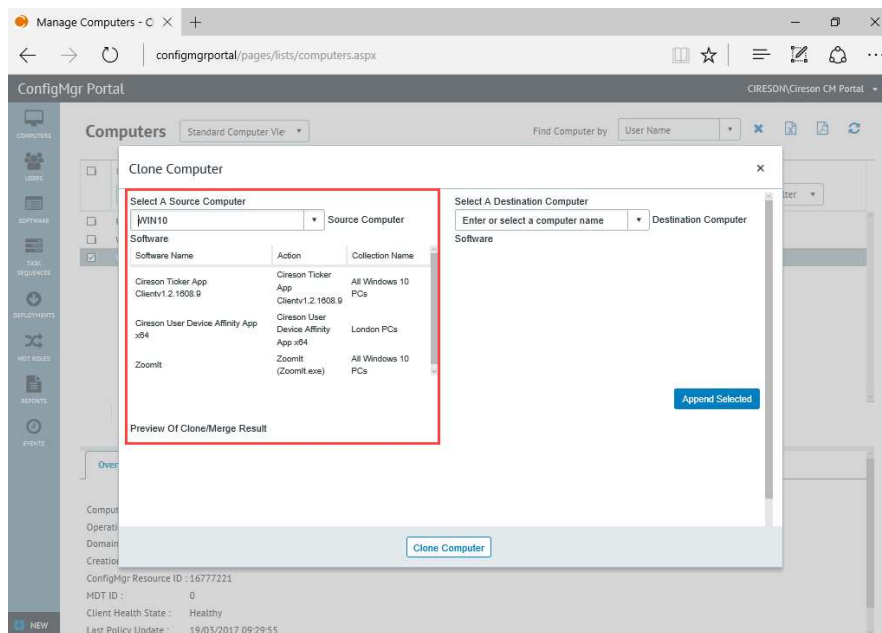 Manage Computers - Ci
configmgrportal/pages/lists/computers.aspx
ConfigMgr Portal
CIRESON\Cireson CM Portal
COMPUTERS
USERS
SOFTWARE
TASK SEQUENCES
DEPLOYMENTS
MDT ROLES
REPORTS
EVENTS
NEW
Computers
Standard Computer Vie
Find Computer by
User Name
Clone Computer
Select A Source Computer
WIN10
Source Computer
Software
Software Name
Action
Collection Name
Cireson Ticker App
Clientv1.2.1608.9
Cireson Ticker
App
Clientv1.2.1608.9
All Windows 10
PCs
Cireson User Device Affinity App
x64
Cireson User
Device Affinity
App x64
London PCs
ZoomIt
ZoomIt
(ZoomIt.exe)
All Windows 10
PCs
Preview Of Clone/Merge Result
Select A Destination Computer
Enter or select a computer name
Destination Computer
Software
Append Selected
Clone Computer
Over
Comput
Operati
Domain
Creatio
ConfigMgr Resource ID : 16777221
MDT ID : 0
Client Health State : Healthy
Last Policy Update : 19/03/2017 09:29:55